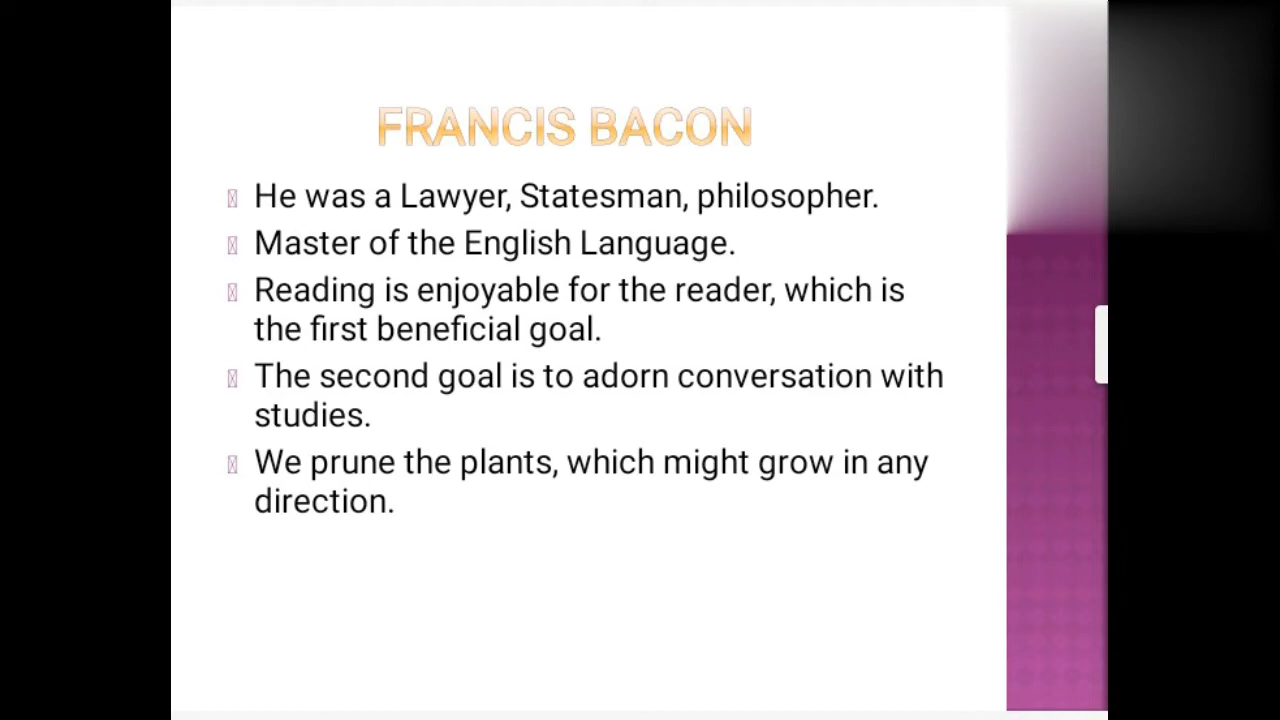 FRANCIS BACON
He was a Lawyer, Statesman, philosopher.
Master of the English Language.
Reading is enjoyable for the reader, which is
the first beneficial goal.
The second goal is to adorn conversation with
studies.
We prune the plants, which might grow in any
direction.